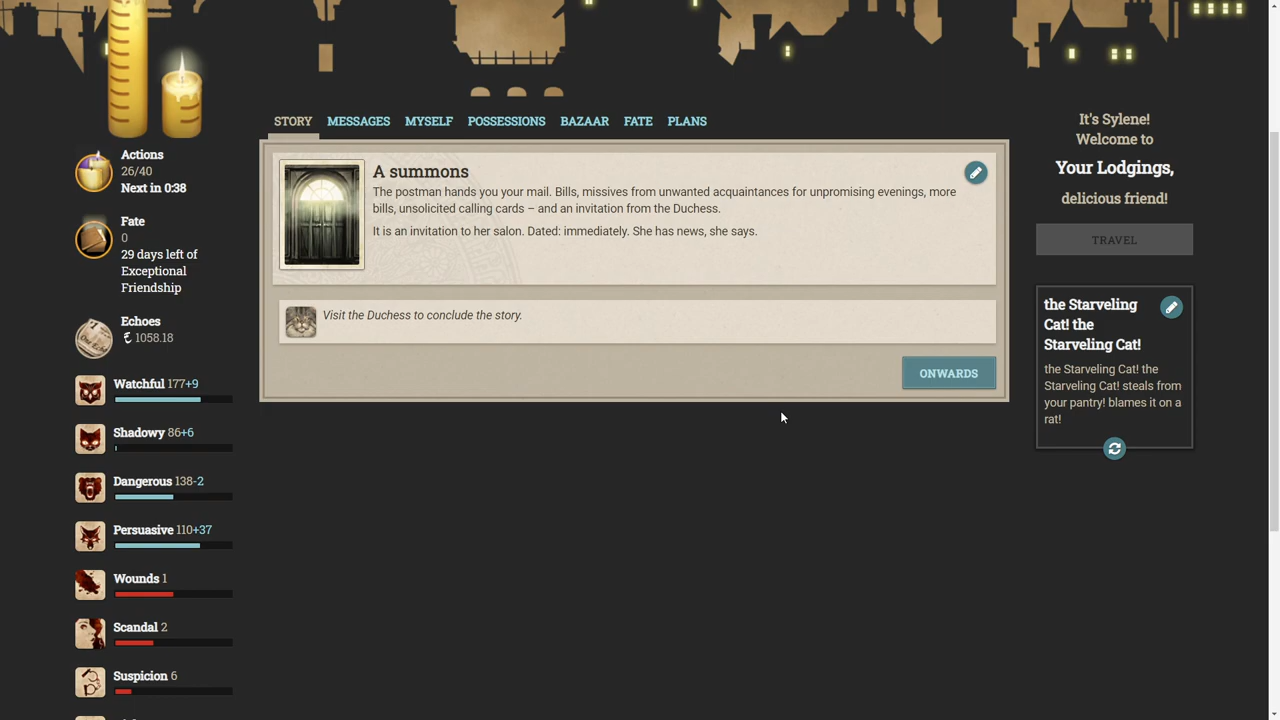 STORY
MESSAGES
MYSELF
POSSESSIONS
BAZAAR
FATE
PLANS
Actions
26/40
Next in 0:38
Fate
0
29 days left of
Exceptional
Friendship
Echoes
1058.18
Watchful 177+9
Shadowy 86+6
Dangerous 138-2
Persuasive 110+37
Wounds 1
Scandal 2
Suspicion 6
A summons
The postman hands you your mail. Bills, missives from unwanted acquaintances for unpromising evenings, more
bills, unsolicited calling cards – and an invitation from the Duchess.
It is an invitation to her salon. Dated: immediately. She has news, she says.
Visit the Duchess to conclude the story.
ONWARDS
It's Sylene!
Welcome to
Your Lodgings,
delicious friend!
TRAVEL
the Starveling
Cat! the
Starveling Cat!
the Starveling Cat! the
Starveling Cat! steals from
your pantry! blames it on a
rat!